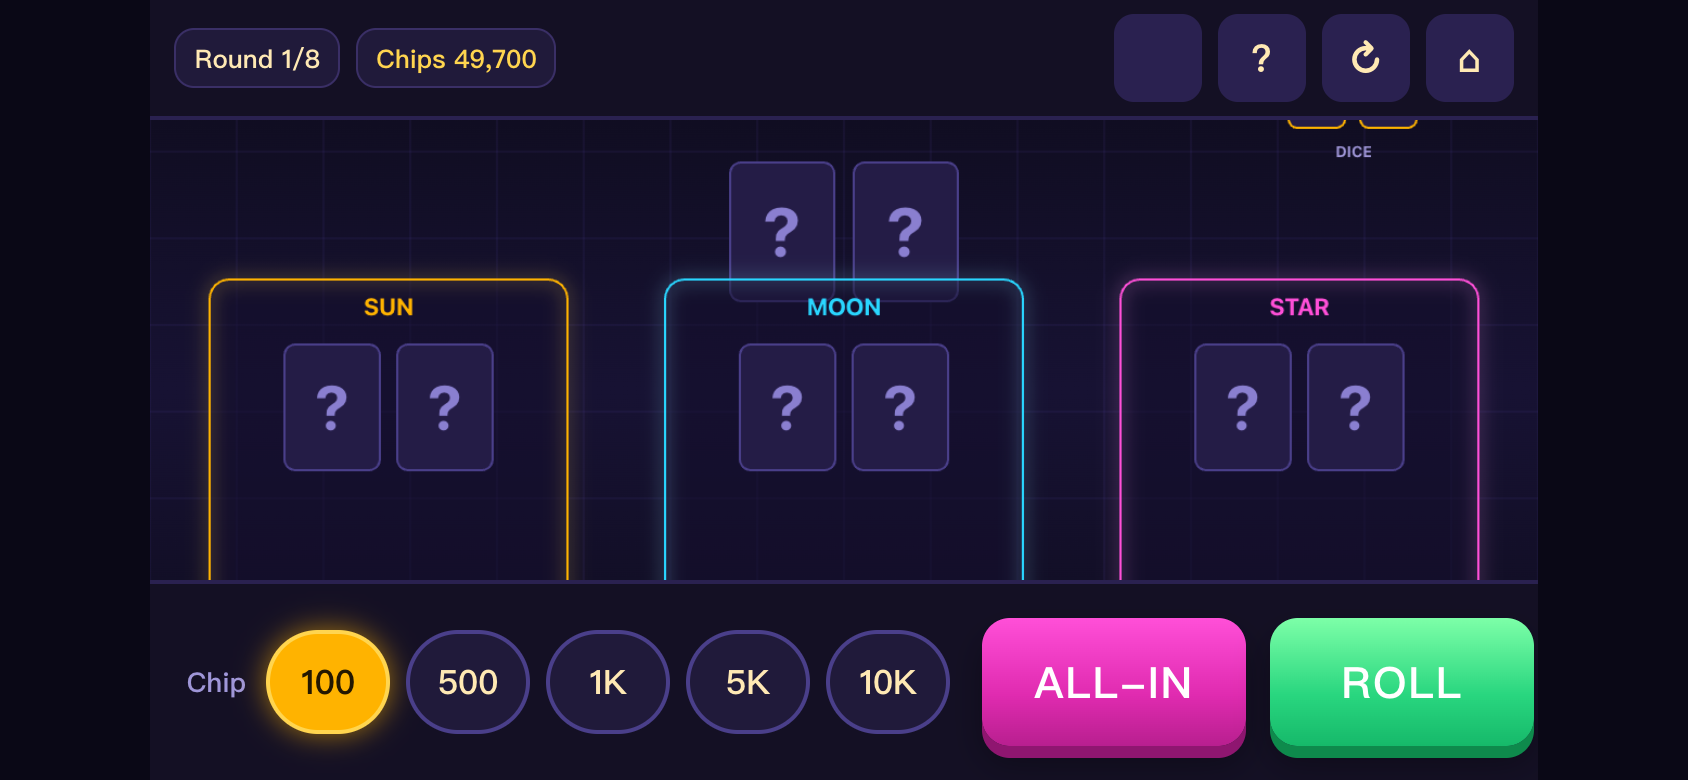 Round 1/8
Chips 49,700
?
DICE
? ?
SUN
MOON
STAR
? ?
? ?
? ?
Chip
100
500
1K
5K
10K
ALL-IN
ROLL